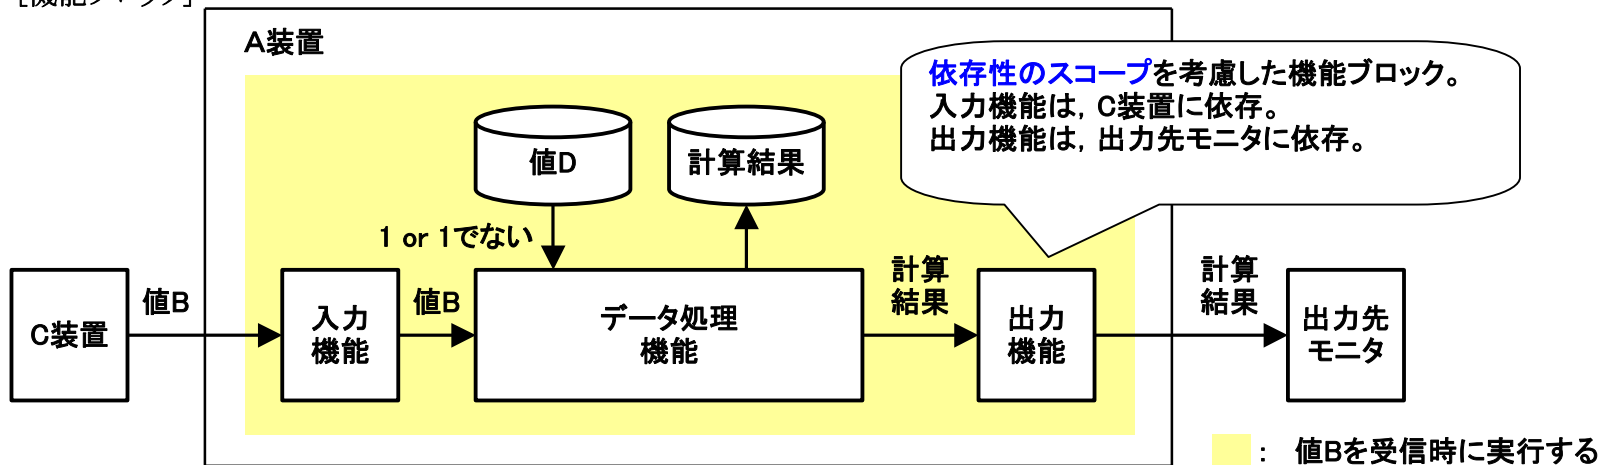 A装置
依存性のスコープを考慮した機能ブロック。
入力機能は，C装置に依存。
出力機能は，出力先モニタに依存。
値D
計算結果
1 or 1でない
C装置
値B
入力
機能
値B
データ処理
機能
計算
結果
出力
機能
計算
結果
出力先
モニタ
： 値Bを受信時に実行する